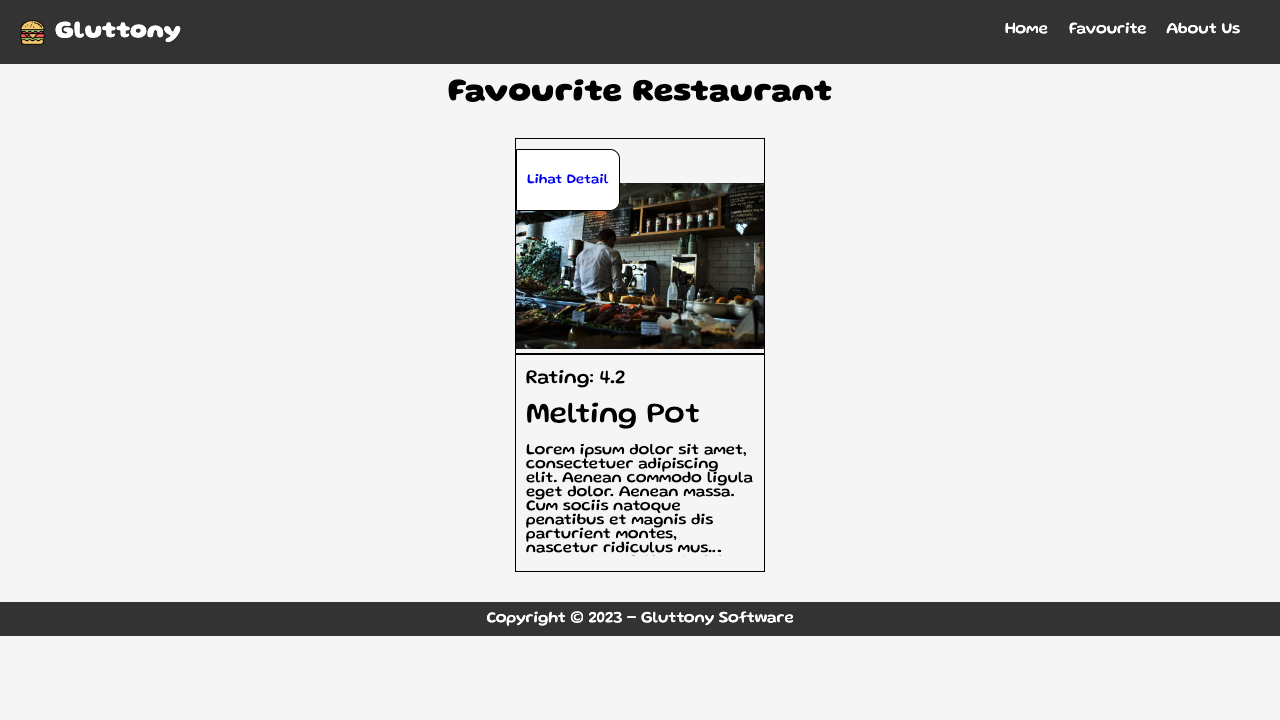 Gluttony
Home Favourite About Us
Favourite Restaurant
Lihat Detail
Rating: 4.2
Melting Pot
Lorem ipsum dolor sit amet,
consectetuer adipiscing
elit. Aenean commodo ligula
eget dolor. Aenean massa.
Cum sociis natoque
penatibus et magnis dis
parturient montes,
nascetur ridiculus mus...
Copyright © 2023 - Gluttony Software